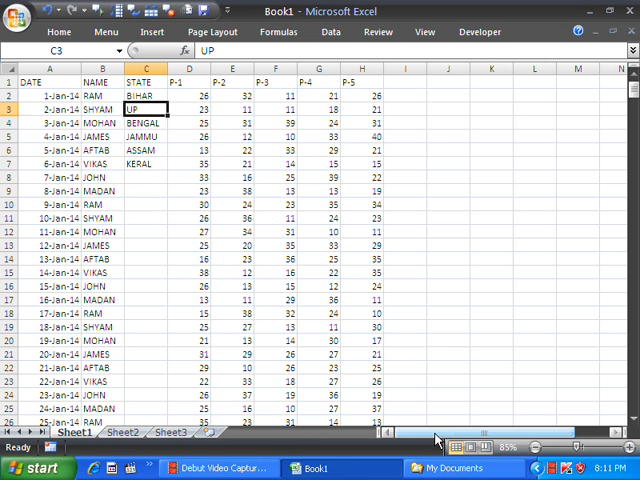 Book1 - Microsoft Excel
Home Menu Insert Page Layout Formulas Data Review View Developer
C3 fx UP
A B C D E F G H I J K L M N
1 DATE NAME STATE P-1 P-2 P-3 P-4 P-5
2 1-Jan-14 RAM BIHAR 26 32 11 21 26
3 2-Jan-14 SHYAM UP 23 11 11 18 21
4 3-Jan-14 MOHAN BENGAL 25 31 39 24 31
5 4-Jan-14 JAMES JAMMU 26 12 10 33 40
6 5-Jan-14 AFTAB ASSAM 13 22 33 29 21
7 6-Jan-14 VIKAS KERAL 35 21 14 15 15
8 7-Jan-14 JOHN 33 16 25 39 22
9 8-Jan-14 MADAN 23 38 13 13 19
10 9-Jan-14 RAM 30 24 23 35 34
11 10-Jan-14 SHYAM 26 36 11 24 23
12 11-Jan-14 MOHAN 27 34 31 10 11
13 12-Jan-14 JAMES 25 20 35 33 29
14 13-Jan-14 AFTAB 16 23 36 25 35
15 14-Jan-14 VIKAS 38 12 16 22 35
16 15-Jan-14 JOHN 26 13 15 12 24
17 16-Jan-14 MADAN 13 11 29 36 11
18 17-Jan-14 RAM 15 38 32 24 10
19 18-Jan-14 SHYAM 25 27 13 11 30
20 19-Jan-14 MOHAN 21 13 14 30 17
21 20-Jan-14 JAMES 31 29 26 27 21
22 21-Jan-14 AFTAB 29 10 26 23 25
23 22-Jan-14 VIKAS 22 33 18 27 26
24 23-Jan-14 JOHN 26 37 19 36 19
25 24-Jan-14 MADAN 25 16 10 27 37
26 25-Jan-14 RAM 35 23 31 14 13
Sheet1 Sheet2 Sheet3
Ready 85%
start Debut Video Captur... Book1 My Documents 8:11 PM